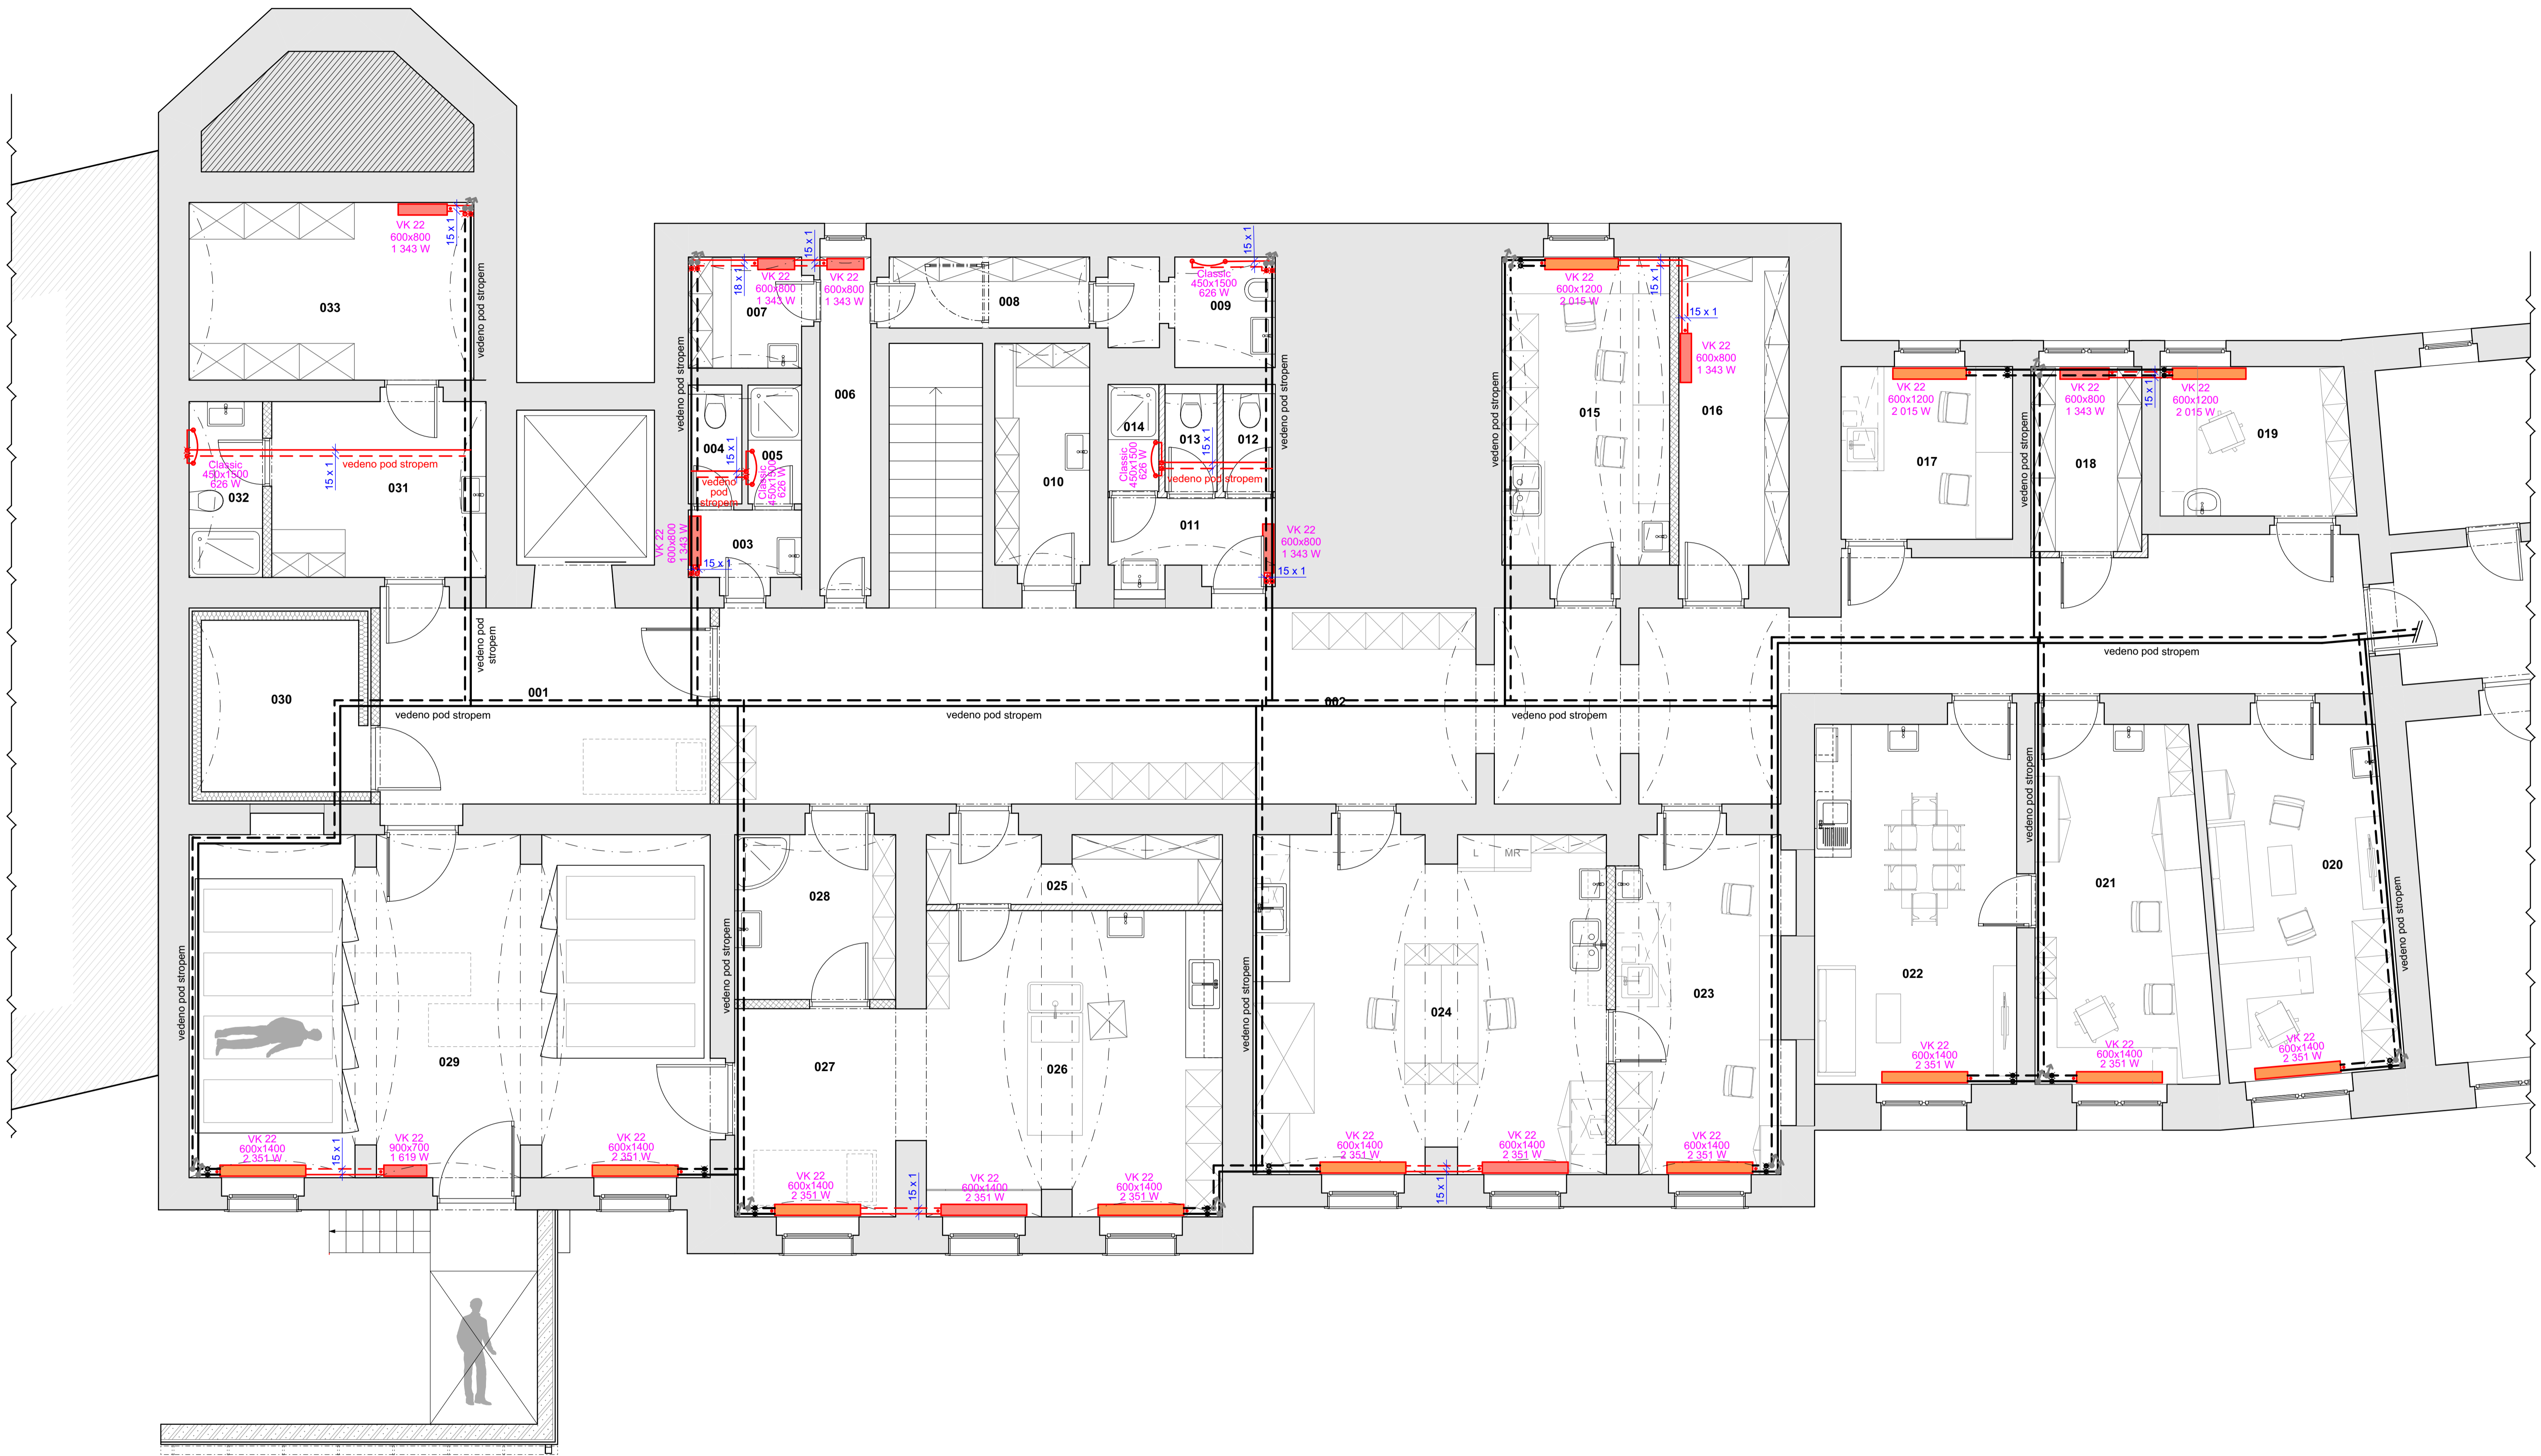 VK 22
600x800
1 343 W
15 x 1
vedeno pod stropem
033
15 x 1
18 x 1
VK 22
600x800
1 343 W
VK 22
600x800
1 343 W
007
008
15 x 1
Classic
450x1500
626 W
009
vedeno pod stropem
vedeno pod stropem
VK 22
600x1200
2 015 W
15 x 1
15 x 1
VK 22
600x800
1 343 W
vedeno pod stropem
015
016
VK 22
600x1200
2 015 W
VK 22
600x800
1 343 W
15 x 1
VK 22
600x1200
2 015 W
017
018
019
vedeno pod stropem
006
004
005
15 x 1
Classic
450x1500
626 W
vedeno
pod
stropem
014
013
012
15 x 1
Classic
450x1500
626 W
vedeno pod stropem
Classic
450x1500
626 W
032
15 x 1
vedeno pod stropem
031
010
011
003
VK 22
600x800
1 343 W
15 x 1
VK 22
600x800
1 343 W
15 x 1
vedeno pod
stropem
030
001
002
vedeno pod stropem
vedeno pod stropem
vedeno pod stropem
vedeno pod stropem
vedeno pod stropem
L
MR
025
028
020
021
022
023
024
026
027
029
vedeno pod stropem
vedeno pod stropem
vedeno pod stropem
vedeno pod stropem
VK 22
600x1400
2 351 W
VK 22
600x1400
2 351 W
VK 22
600x1400
2 351 W
VK 22
600x1400
2 351 W
15 x 1
VK 22
900x700
1 619 W
VK 22
600x1400
2 351 W
VK 22
600x1400
2 351 W
15 x 1
VK 22
600x1400
2 351 W
VK 22
600x1400
2 351 W
VK 22
600x1400
2 351 W
15 x 1
VK 22
600x1400
2 351 W
VK 22
600x1400
2 351 W